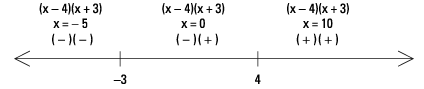 (x – 4)(x + 3) (x – 4)(x + 3) (x – 4)(x + 3)
x = – 5 x = 0 x = 10
( – )( – ) ( – )( + ) ( + )( + )
–3 4